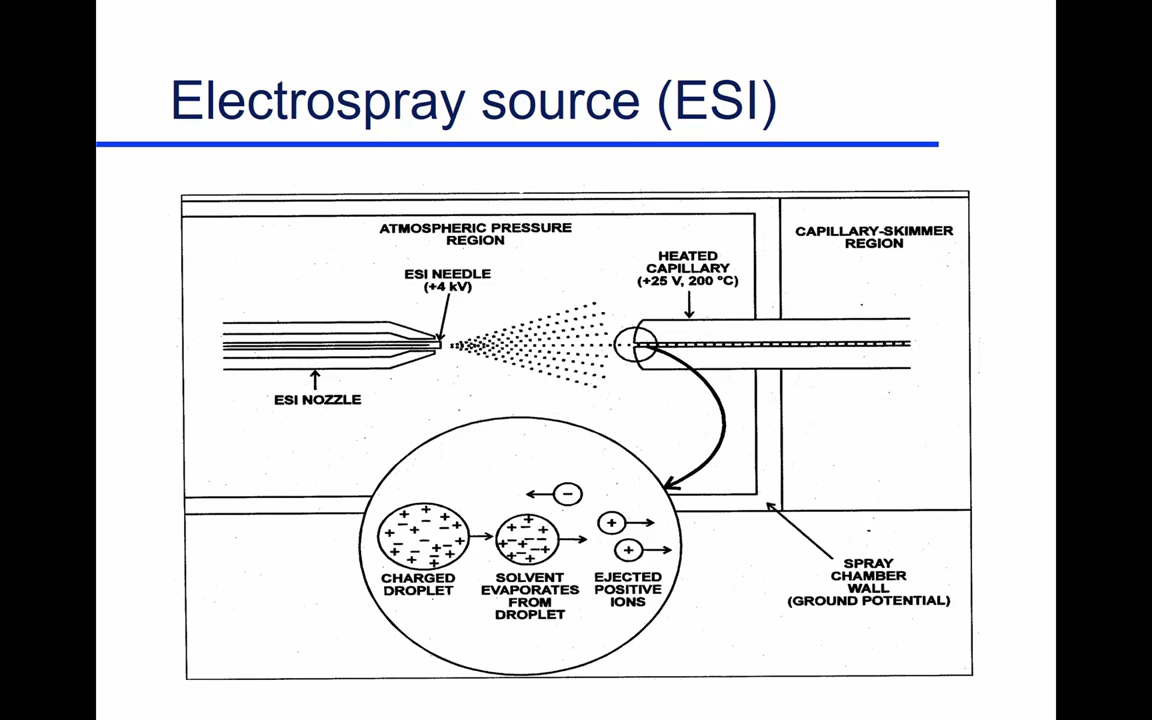 Electrospray source (ESI)
ATMOSPHERIC PRESSURE
REGION
CAPILLARY-SKIMMER
REGION
ESI NEEDLE
(+4 kV)
HEATED
CAPILLARY
(+25 V, 200 °C)
ESI NOZZLE
CHARGED
DROPLET
SOLVENT
EVAPORATES
FROM
DROPLET
EJECTED
POSITIVE
IONS
SPRAY
CHAMBER
WALL
(GROUND POTENTIAL)